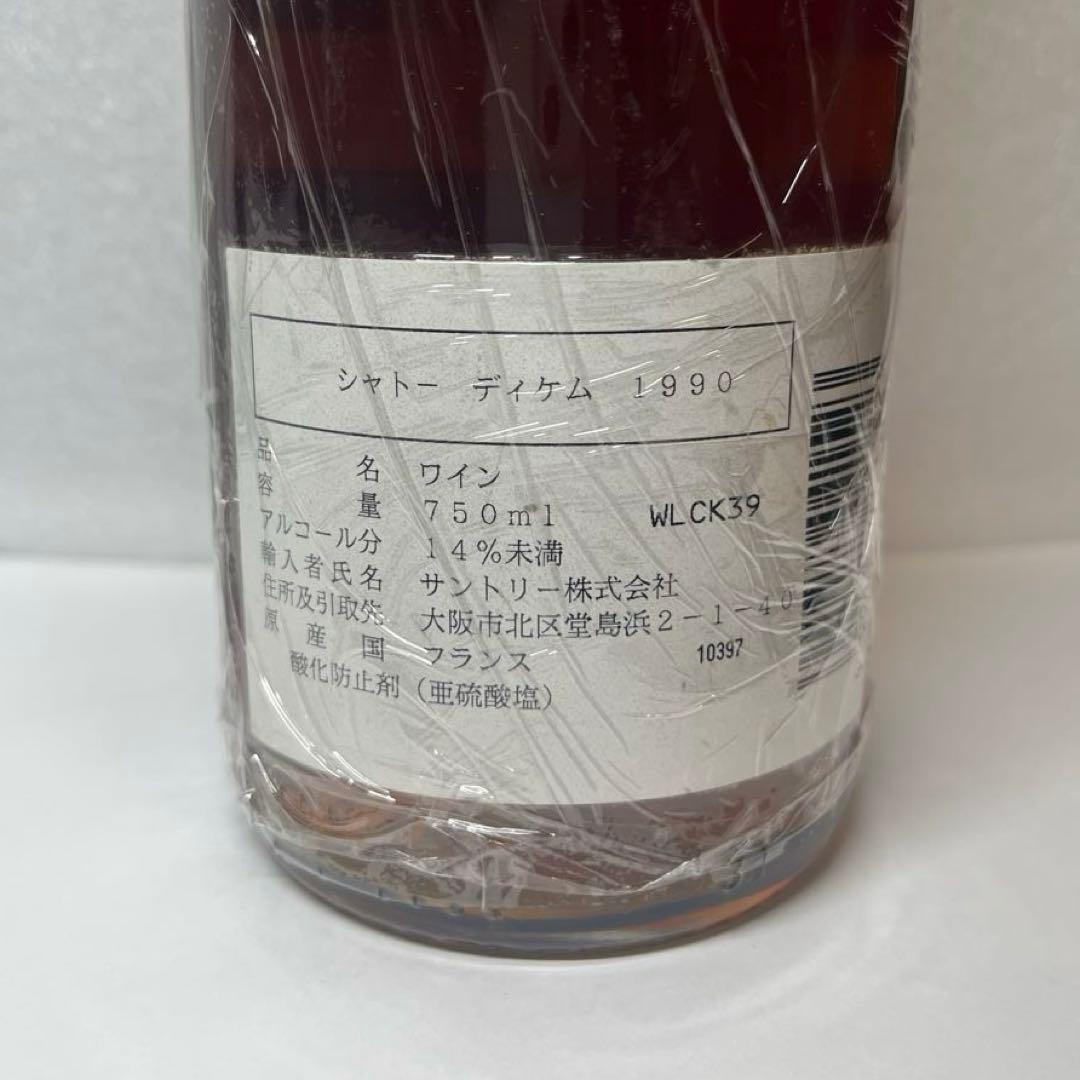 シャトー ディケム 1990
品名 ワイン
容量 750ml WLCK39
アルコール分 14%未満
輸入者氏名 サントリー株式会社
住所及引取先 大阪市北区堂島浜2-1-40
原産国 フランス 10397
酸化防止剤(亜硫酸塩)